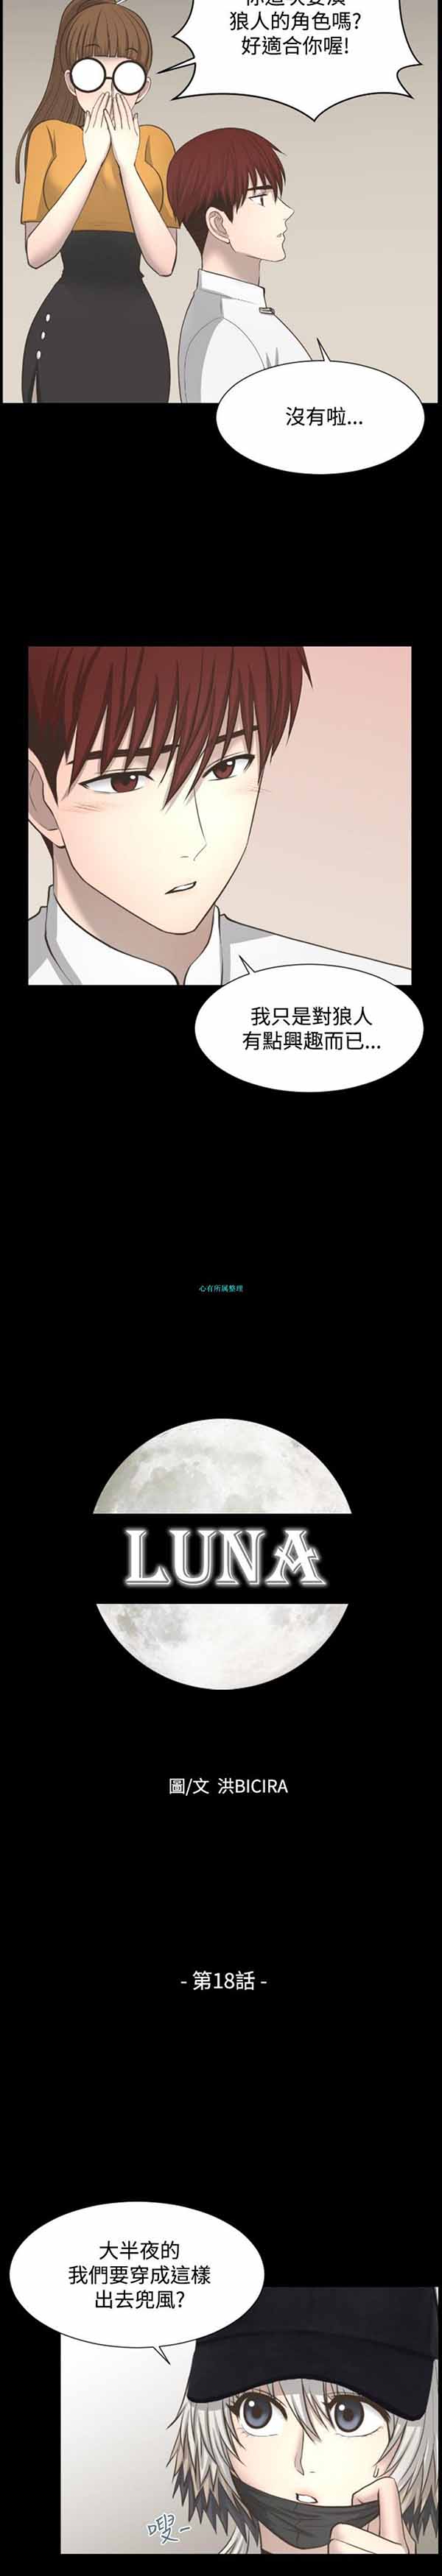 狼人的角色嗎?
好適合你喔!
沒有啦...
我只是對狼人
有點興趣而已...
心有所属整理
LUNA
圖/文 洪BICIRA
- 第18話 -
大半夜的
我們要穿成這樣
出去兜風?
嗖-